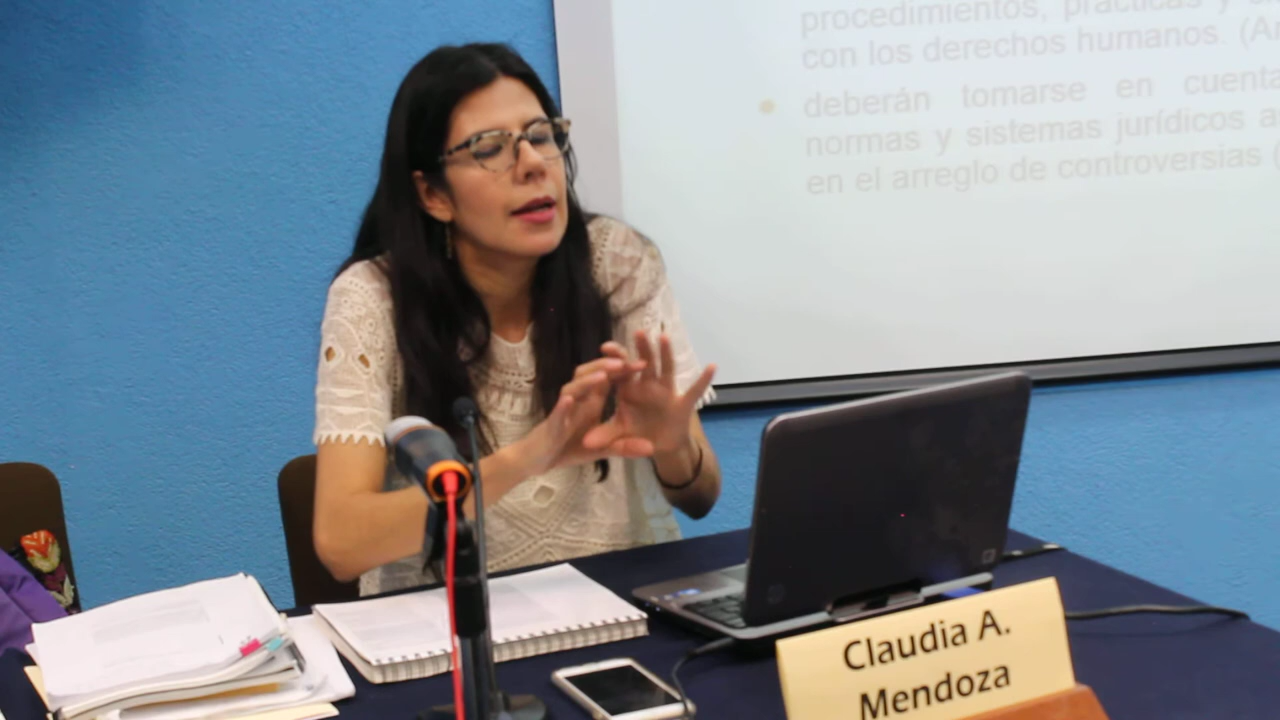 procedimientos, prácticas y
con los derechos humanos.
deberán tomarse en cuenta
normas y sistemas jurídicos
en el arreglo de controversias
Claudia A.
Mendoza